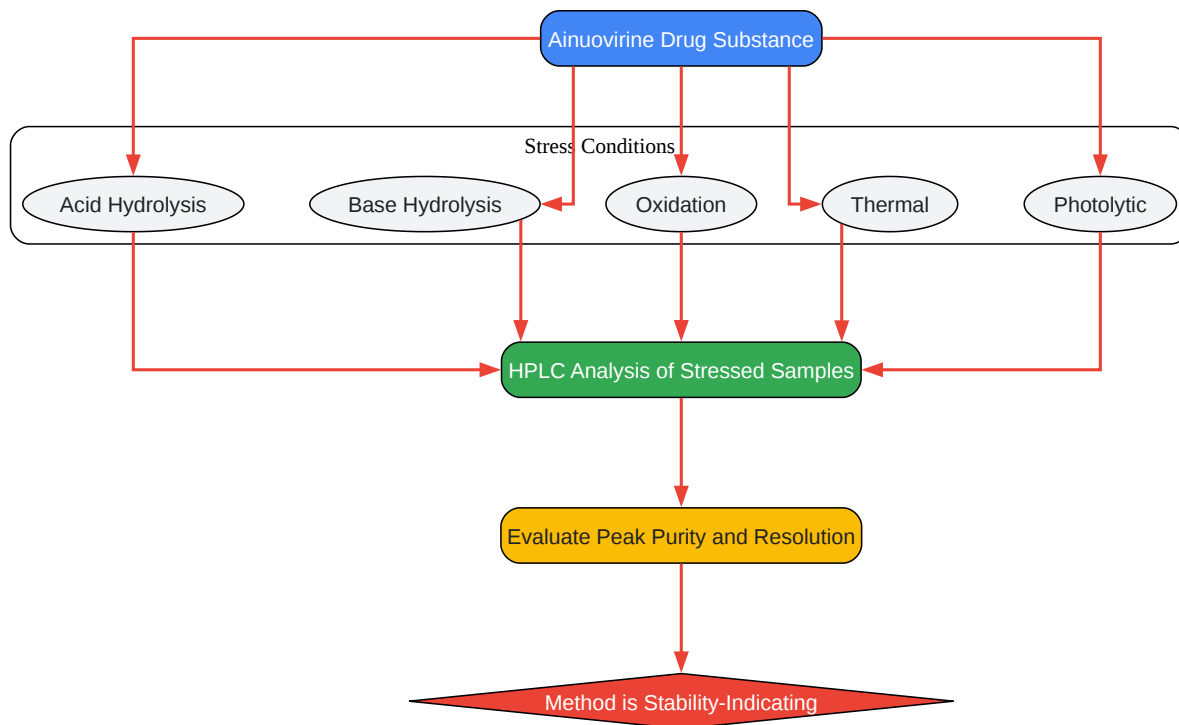 Ainuovirine Drug Substance
Stress Conditions
Acid Hydrolysis
Base Hydrolysis
Oxidation
Thermal
Photolytic
HPLC Analysis of Stressed Samples
Evaluate Peak Purity and Resolution
Method is Stability-Indicating